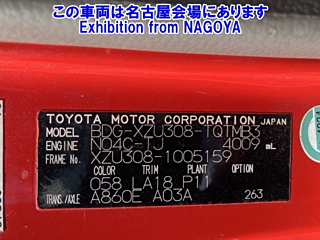 この車両は名古屋会場にあります
Exhibition from NAGOYA
TOYOTA MOTOR CORPORATION JAPAN
MODEL BDG-XZU308-TQTMB3
ENGINE N04C-TJ 4009 mL
FRAME NO. XZU308-1005159
COLOR TRIM PLANT OPTION
058 LA18 P11
TRANS./AXLE
A860E A03A 263